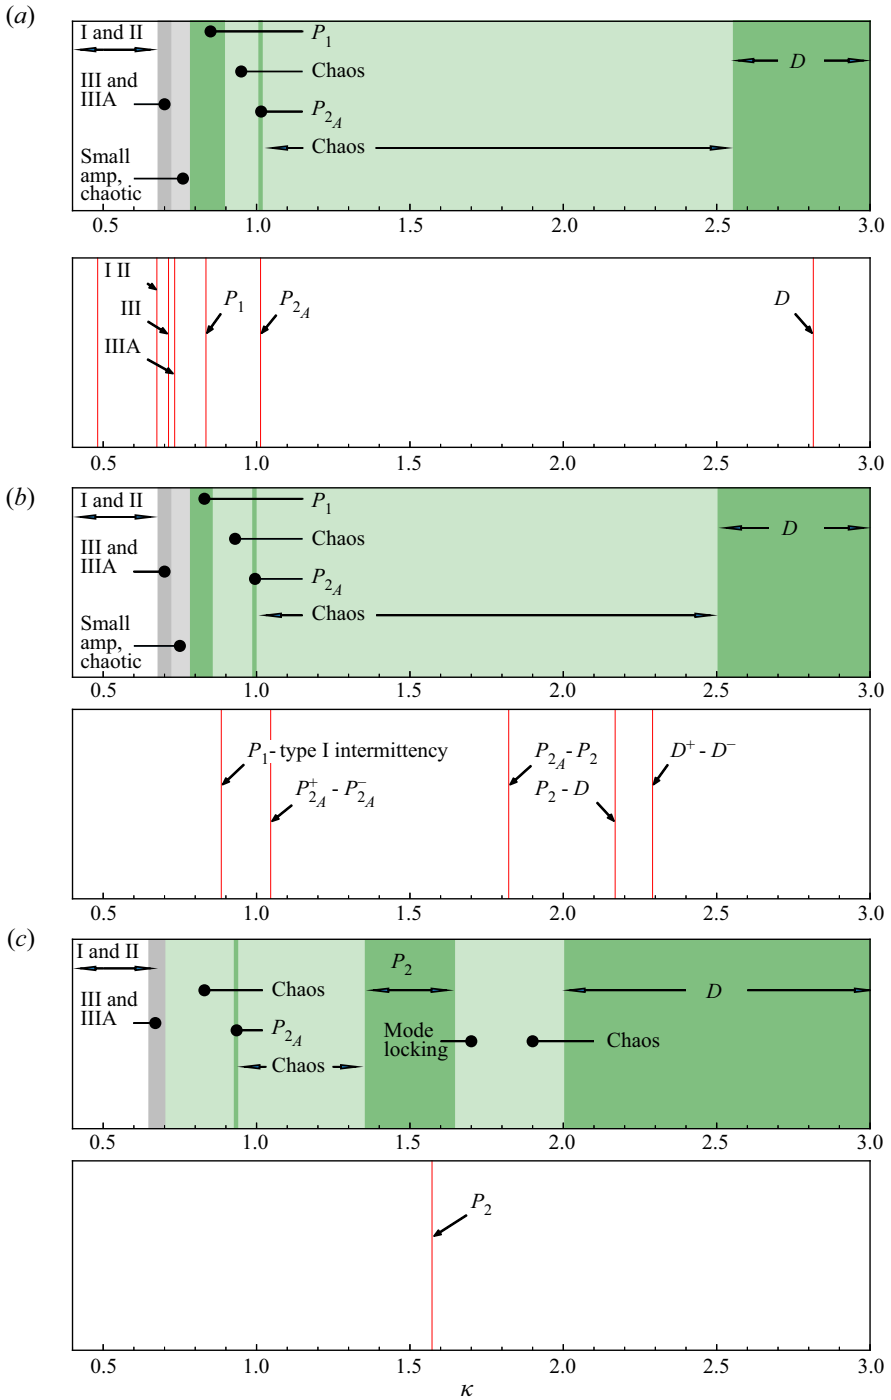 (a)
I and II
P1
D
Chaos
III and
IIIA
P2A
Chaos
Small
amp,
chaotic
0.5 1.0 1.5 2.0 2.5 3.0
I II
III
P1
P2A
D
IIIA
0.5 1.0 1.5 2.0 2.5 3.0
(b)
I and II
P1
D
Chaos
III and
IIIA
P2A
Chaos
Small
amp,
chaotic
0.5 1.0 1.5 2.0 2.5 3.0
P1- type I intermittency
P2A - P2
D+ - D−
P2A+ - P2A−
P2 - D
0.5 1.0 1.5 2.0 2.5 3.0
(c)
I and II
P2
III and
IIIA
Chaos
D
P2A
Mode
locking
Chaos
Chaos
0.5 1.0 1.5 2.0 2.5 3.0
P2
0.5 1.0 1.5 2.0 2.5 3.0
κ